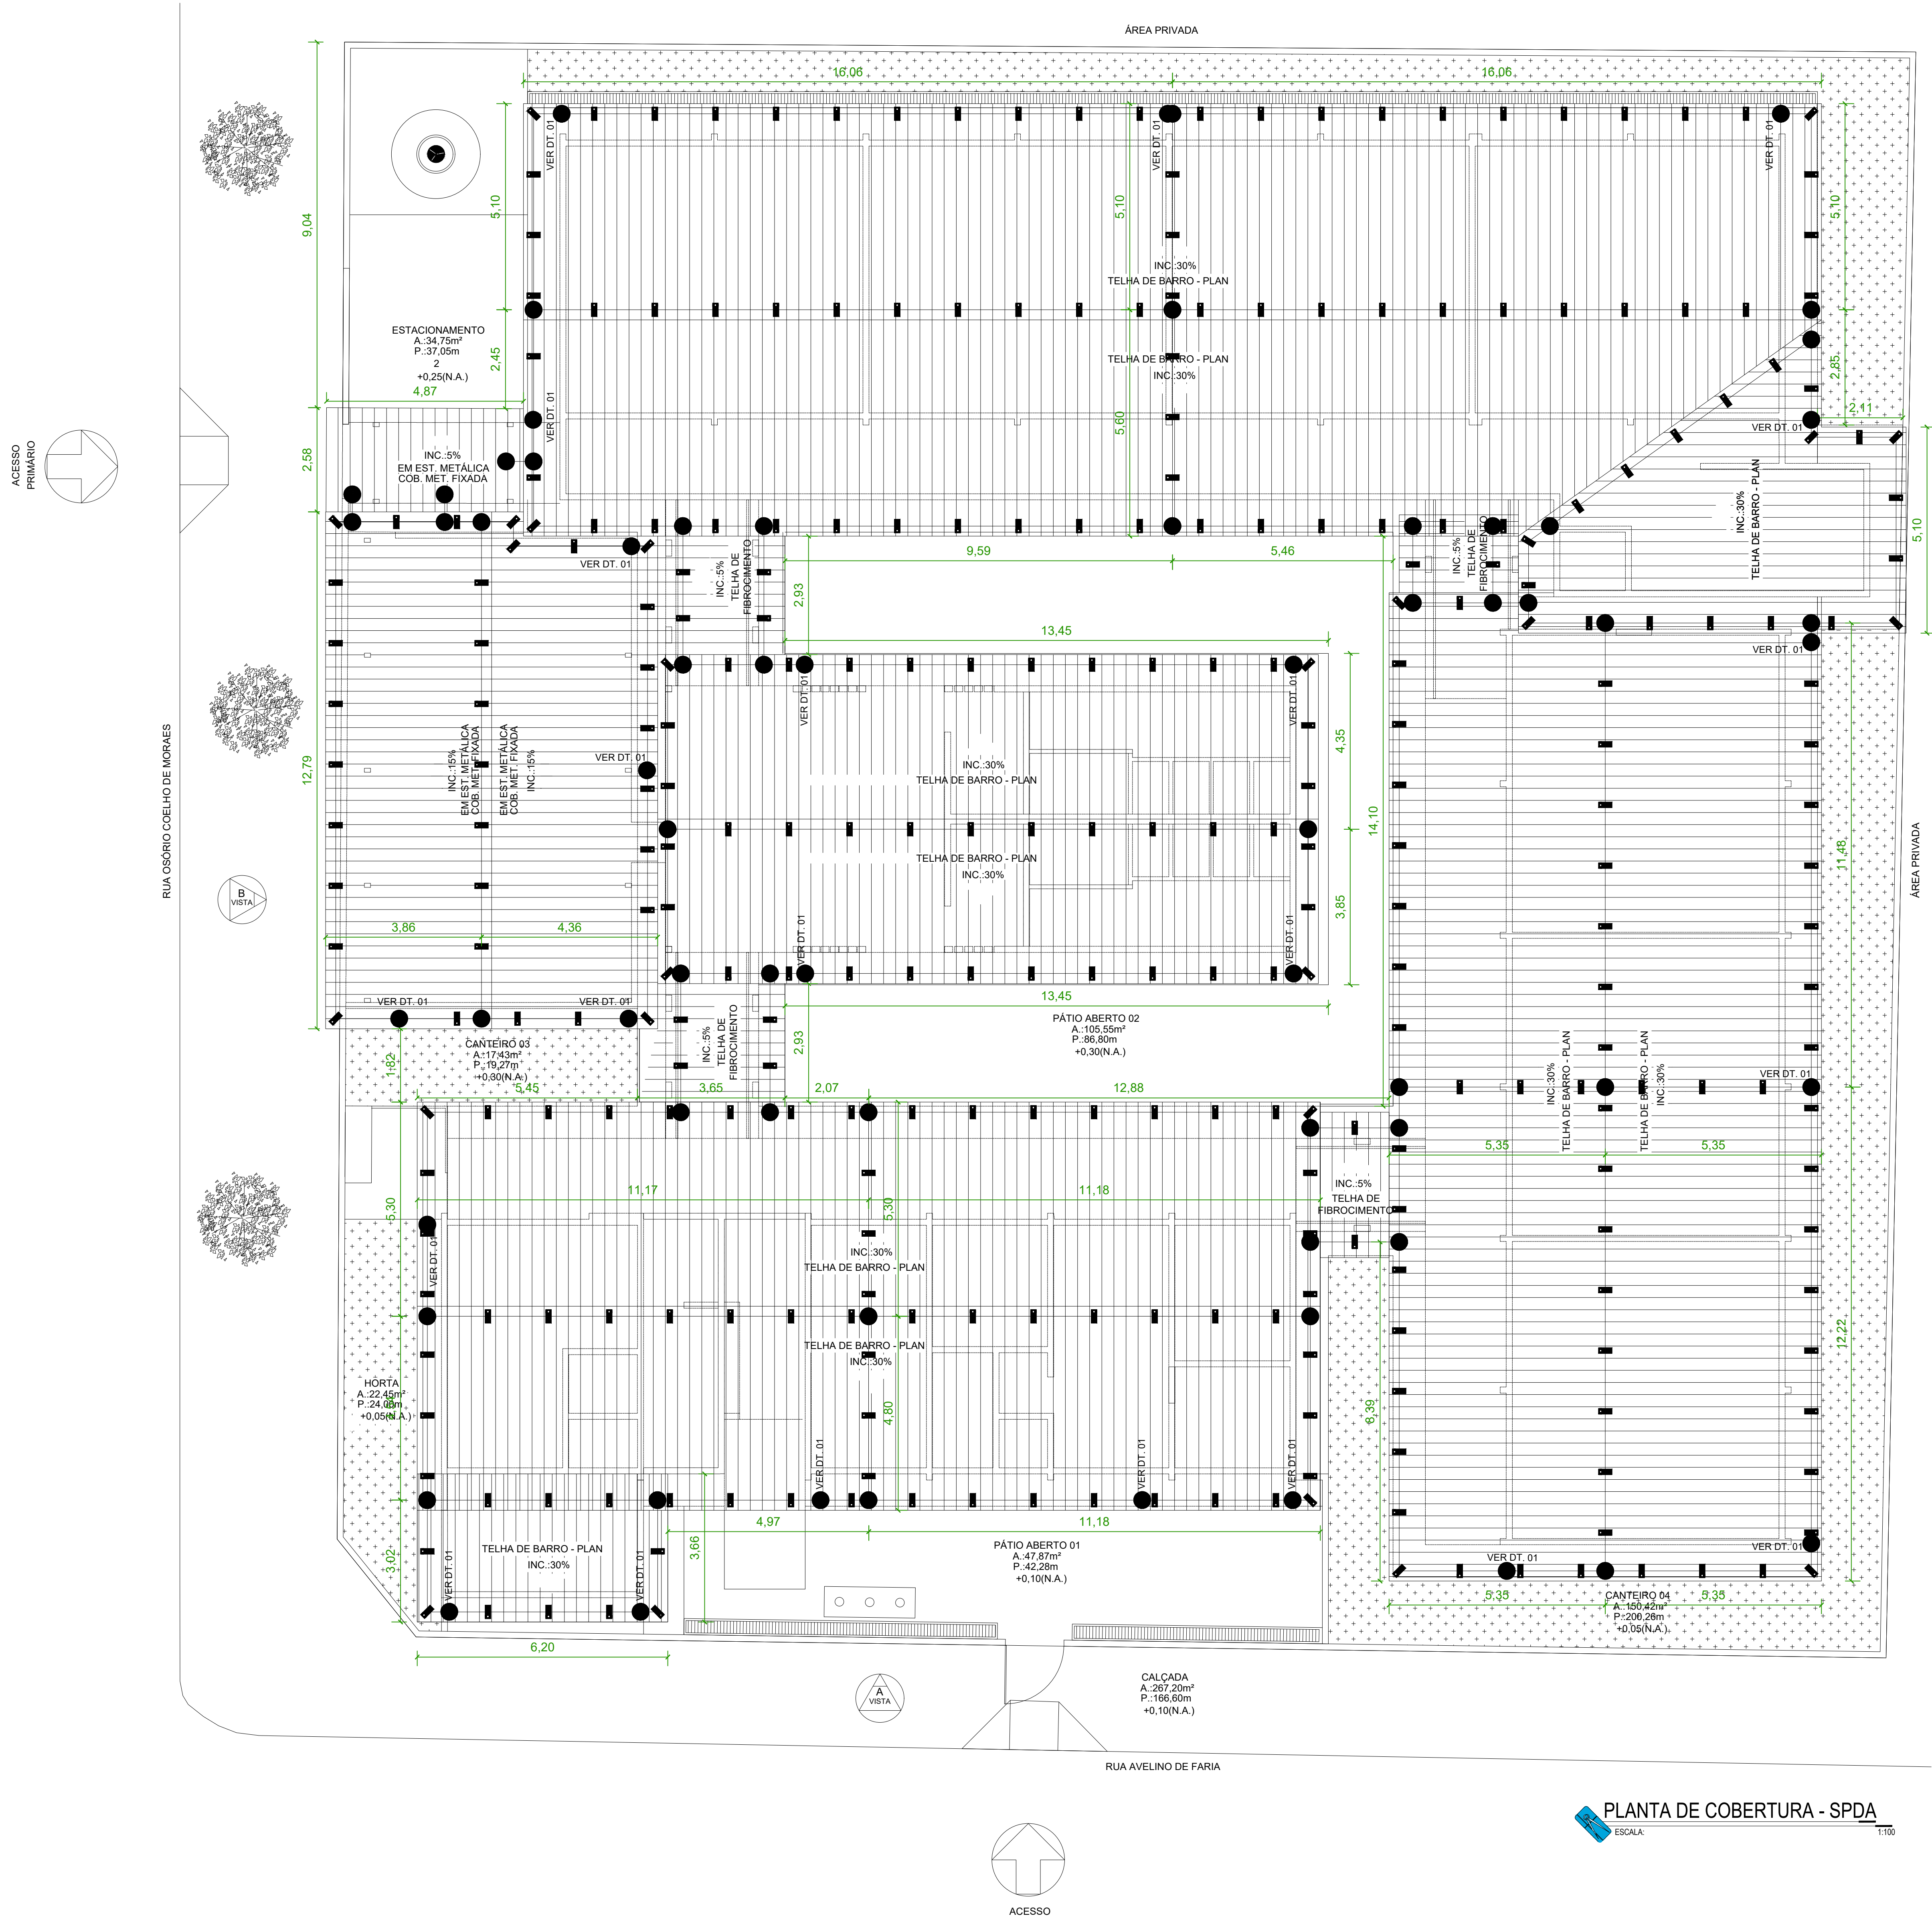 ÁREA PRIVADA
16,06
16,06
VER DT. 01
VER DT. 01
VER DT. 01
9,04
5,10
5,10
5,10
INC.:30%
TELHA DE BARRO - PLAN
ESTACIONAMENTO
A.:34,75m²
P.:37,05m
2
+0,25(N.A.)
4,87
2,45
TELHA DE BARRO - PLAN
INC.:30%
2,85
2,11
VER DT. 01
5,60
VER DT. 01
ACESSO
PRIMÁRIO
2,58
INC.:5%
EM EST. METÁLICA
COB. MET. FIXADA
INC.:30%
TELHA DE BARRO - PLAN
5,10
VER DT. 01
INC.:5%
TELHA DE
FIBROCIMENTO
2,93
9,59
5,46
INC.:5%
TELHA DE
FIBROCIMENTO
13,45
VER DT. 01
VER DT. 01
VER DT. 01
RUA OSÓRIO COELHO DE MORAES
12,79
INC.:15%
EM EST. METÁLICA
COB. MET. FIXADA
EM EST. METÁLICA
COB. MET. FIXADA
INC.:15%
VER DT. 01
INC.:30%
TELHA DE BARRO - PLAN
4,35
14,10
TELHA DE BARRO - PLAN
INC.:30%
3,85
11,48
ÁREA PRIVADA
B
VISTA
3,86
4,36
VER DT. 01
VER DT. 01
VER DT. 01
VER DT. 01
13,45
PÁTIO ABERTO 02
A.:105,55m²
P.:86,80m
+0,30(N.A.)
CANTEIRO 03
A.:17,43m²
P.:19,27m
+0,30(N.A.)
1,82
INC.:5%
TELHA DE
FIBROCIMENTO
2,93
5,45
3,65
2,07
12,88
INC.:30%
TELHA DE BARRO - PLAN
TELHA DE BARRO - PLAN
INC.:30%
VER DT. 01
5,35
5,35
5,30
11,17
5,30
11,18
INC.:5%
TELHA DE
FIBROCIMENTO
VER DT. 01
INC.:30%
TELHA DE BARRO - PLAN
TELHA DE BARRO - PLAN
INC.:30%
12,22
HORTA
A.:22,45m²
+0,05(N.A.)
4,80
8,39
VER DT. 01
VER DT. 01
VER DT. 01
4,97
11,18
3,66
3,02
TELHA DE BARRO - PLAN
INC.:30%
VER DT. 01
VER DT. 01
PÁTIO ABERTO 01
A.:47,87m²
P.:42,28m
+0,10(N.A.)
VER DT. 01
VER DT. 01
5,35
5,35
CANTEIRO 04
A.:150,42m²
P.:200,26m
+0,05(N.A.)
6,20
A
VISTA
CALÇADA
A.:267,20m²
P.:166,60m
+0,10(N.A.)
RUA AVELINO DE FARIA
PLANTA DE COBERTURA - SPDA
ESCALA:
1:100
ACESSO